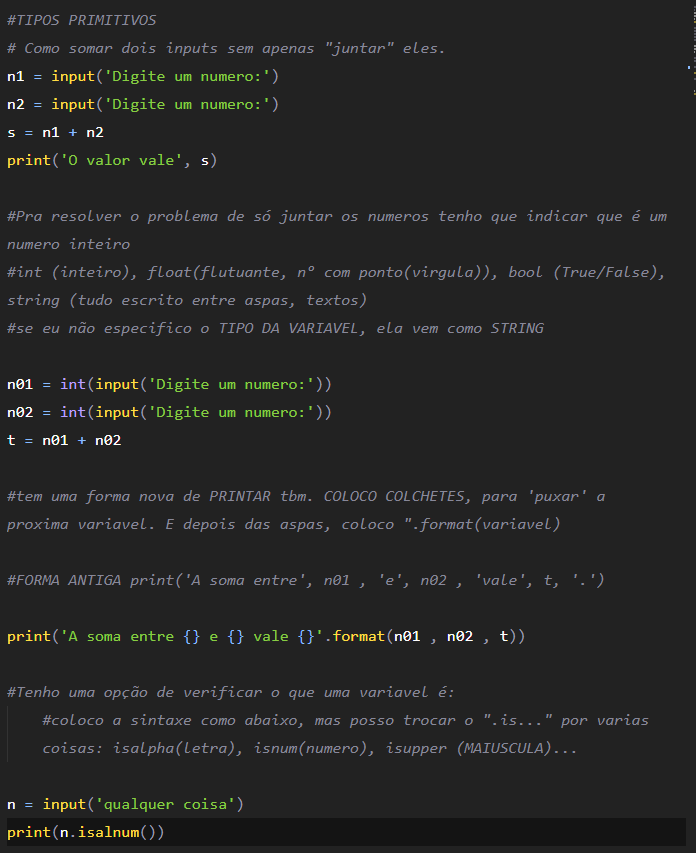 #TIPOS PRIMITIVOS
# Como somar dois inputs sem apenas "juntar" eles.
n1 = input('Digite um numero:')
n2 = input('Digite um numero:')
s = n1 + n2
print('O valor vale', s)
#Pra resolver o problema de só juntar os numeros tenho que indicar que é um
numero inteiro
#int (inteiro), float(flutuante, nº com ponto(virgula)), bool (True/False),
string (tudo escrito entre aspas, textos)
#se eu não especifico o TIPO DA VARIAVEL, ela vem como STRING
n01 = int(input('Digite um numero:'))
n02 = int(input('Digite um numero:'))
t = n01 + n02
#tem uma forma nova de PRINTAR tbm. COLOCO COLCHETES, para 'puxar' a
proxima variavel. E depois das aspas, coloco ".format(variavel)
#FORMA ANTIGA print('A soma entre', n01 , 'e', n02 , 'vale', t, '.')
print('A soma entre {} e {} vale {}'.format(n01 , n02 , t))
#Tenho uma opção de verificar o que uma variavel é:
#coloco a sintaxe como abaixo, mas posso trocar o ".is..." por varias
coisas: isalpha(letra), isnum(numero), isupper (MAIUSCULA)...
n = input('qualquer coisa')
print(n.isalnum())